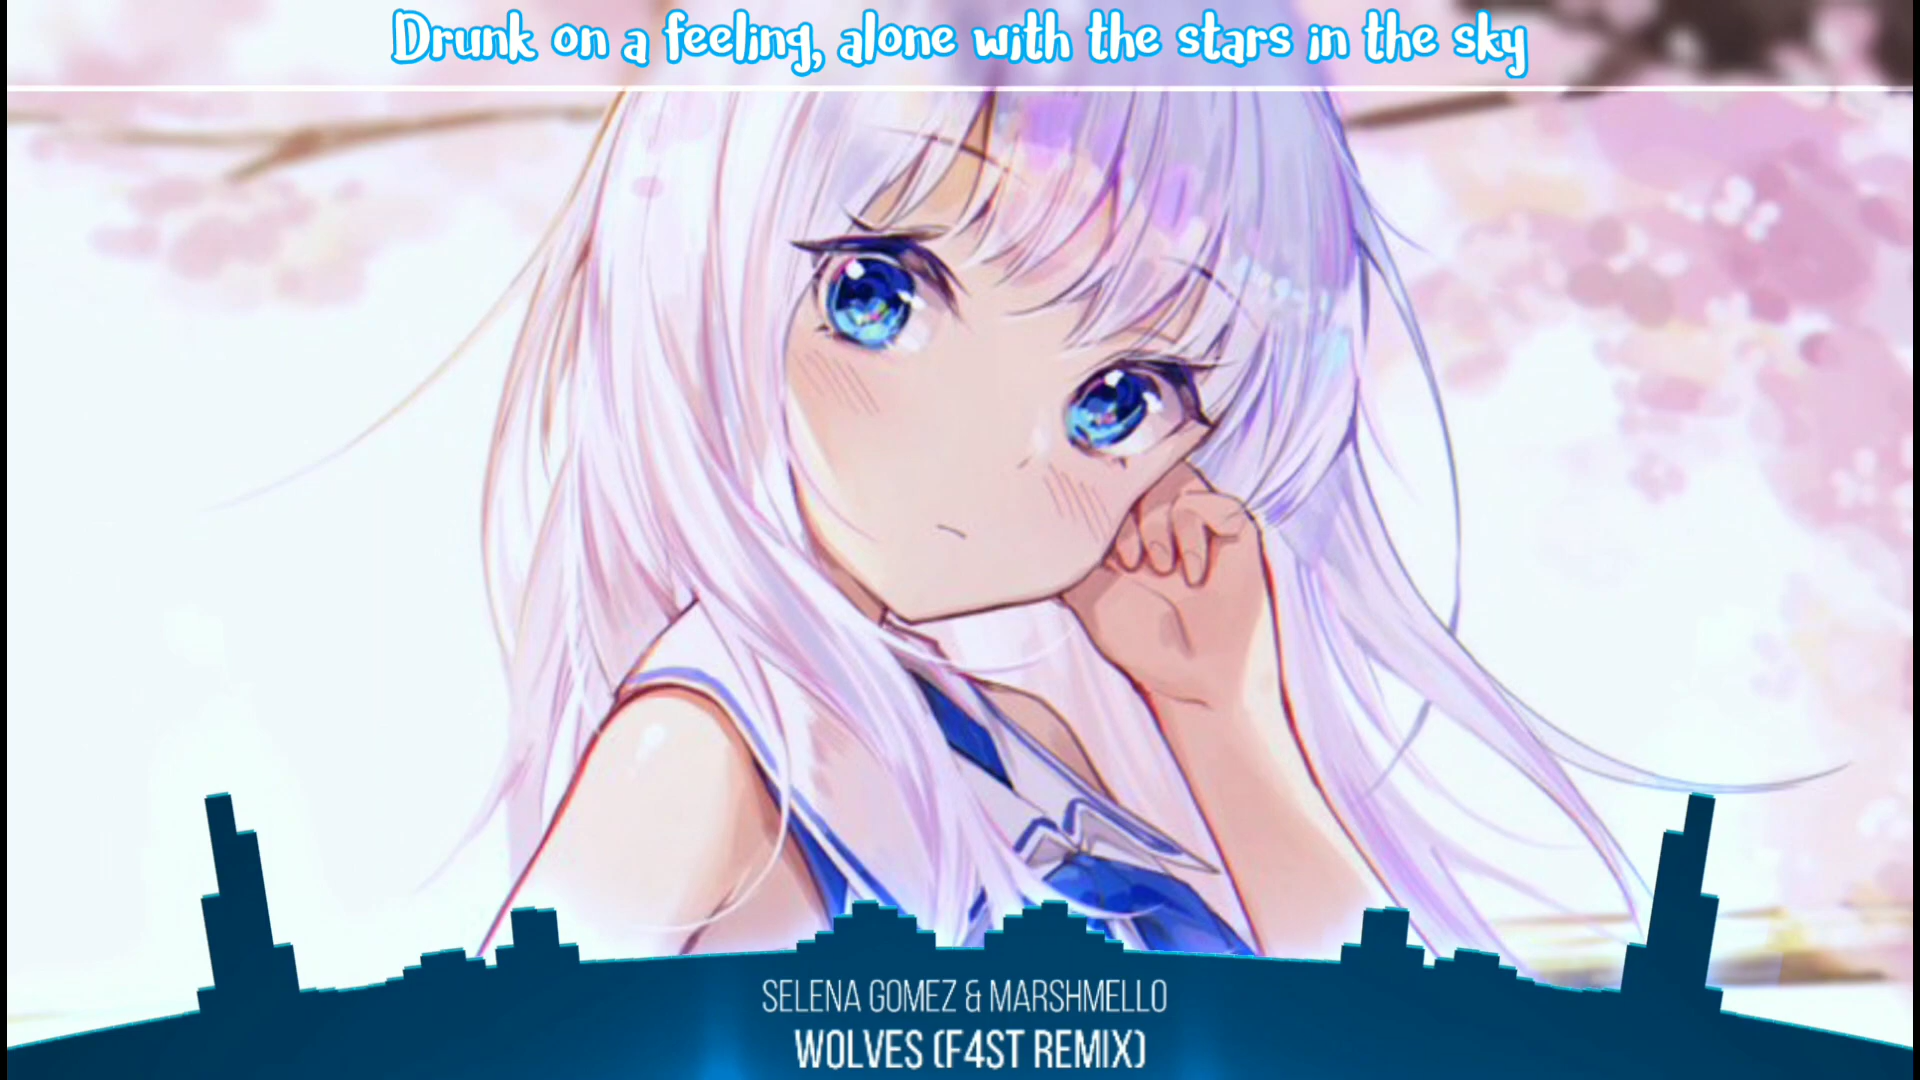 Drunk on a feeling, alone with the stars in the sky
SELENA GOMEZ & MARSHMELLO
WOLVES (F4ST REMIX)